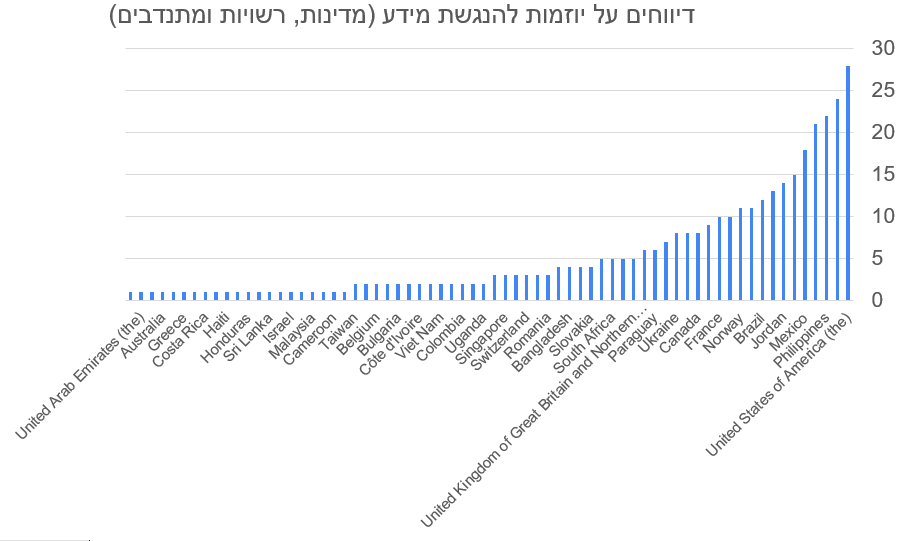 דיווחים על יוזמות להנגשת מידע (מדינות, רשויות ומתנדבים)
30
25
20
15
10
5
0
United Arab Emirates (the)
Australia
Greece
Costa Rica
Haiti
Honduras
Sri Lanka
Israel
Malaysia
Cameroon
Taiwan
Belgium
Bulgaria
Côte d'Ivoire
Viet Nam
Colombia
Uganda
Singapore
Switzerland
Romania
Bangladesh
Slovakia
South Africa
United Kingdom of Great Britain and Northern...
Paraguay
Ukraine
Canada
France
Norway
Brazil
Jordan
Mexico
Philippines
United States of America (the)